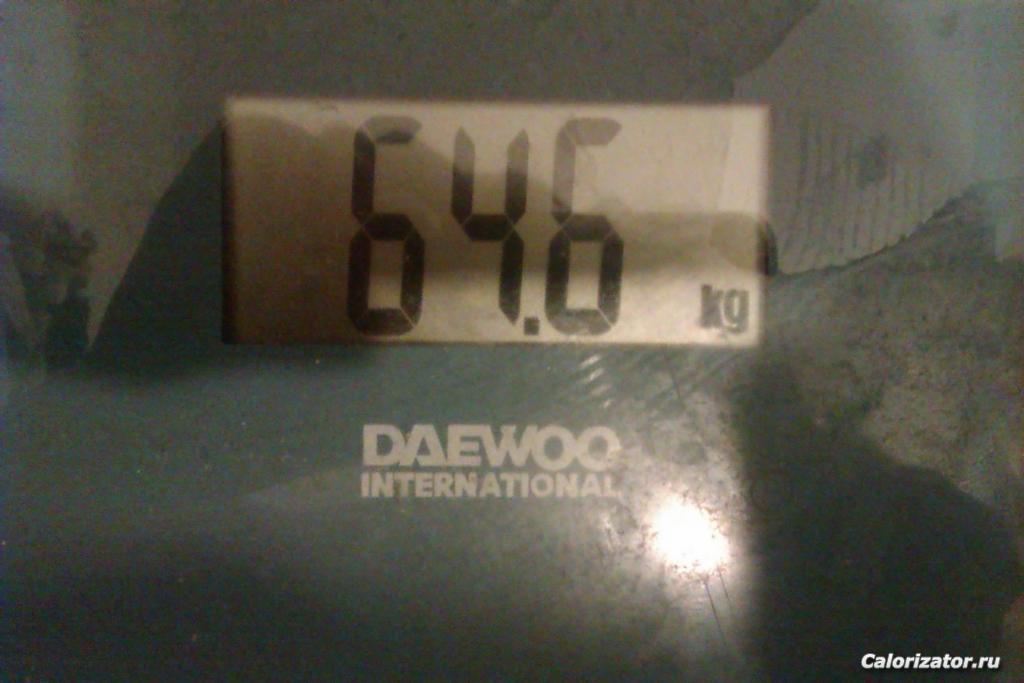 64.6 kg
DAEWOO
INTERNATIONAL
Calorizator.ru